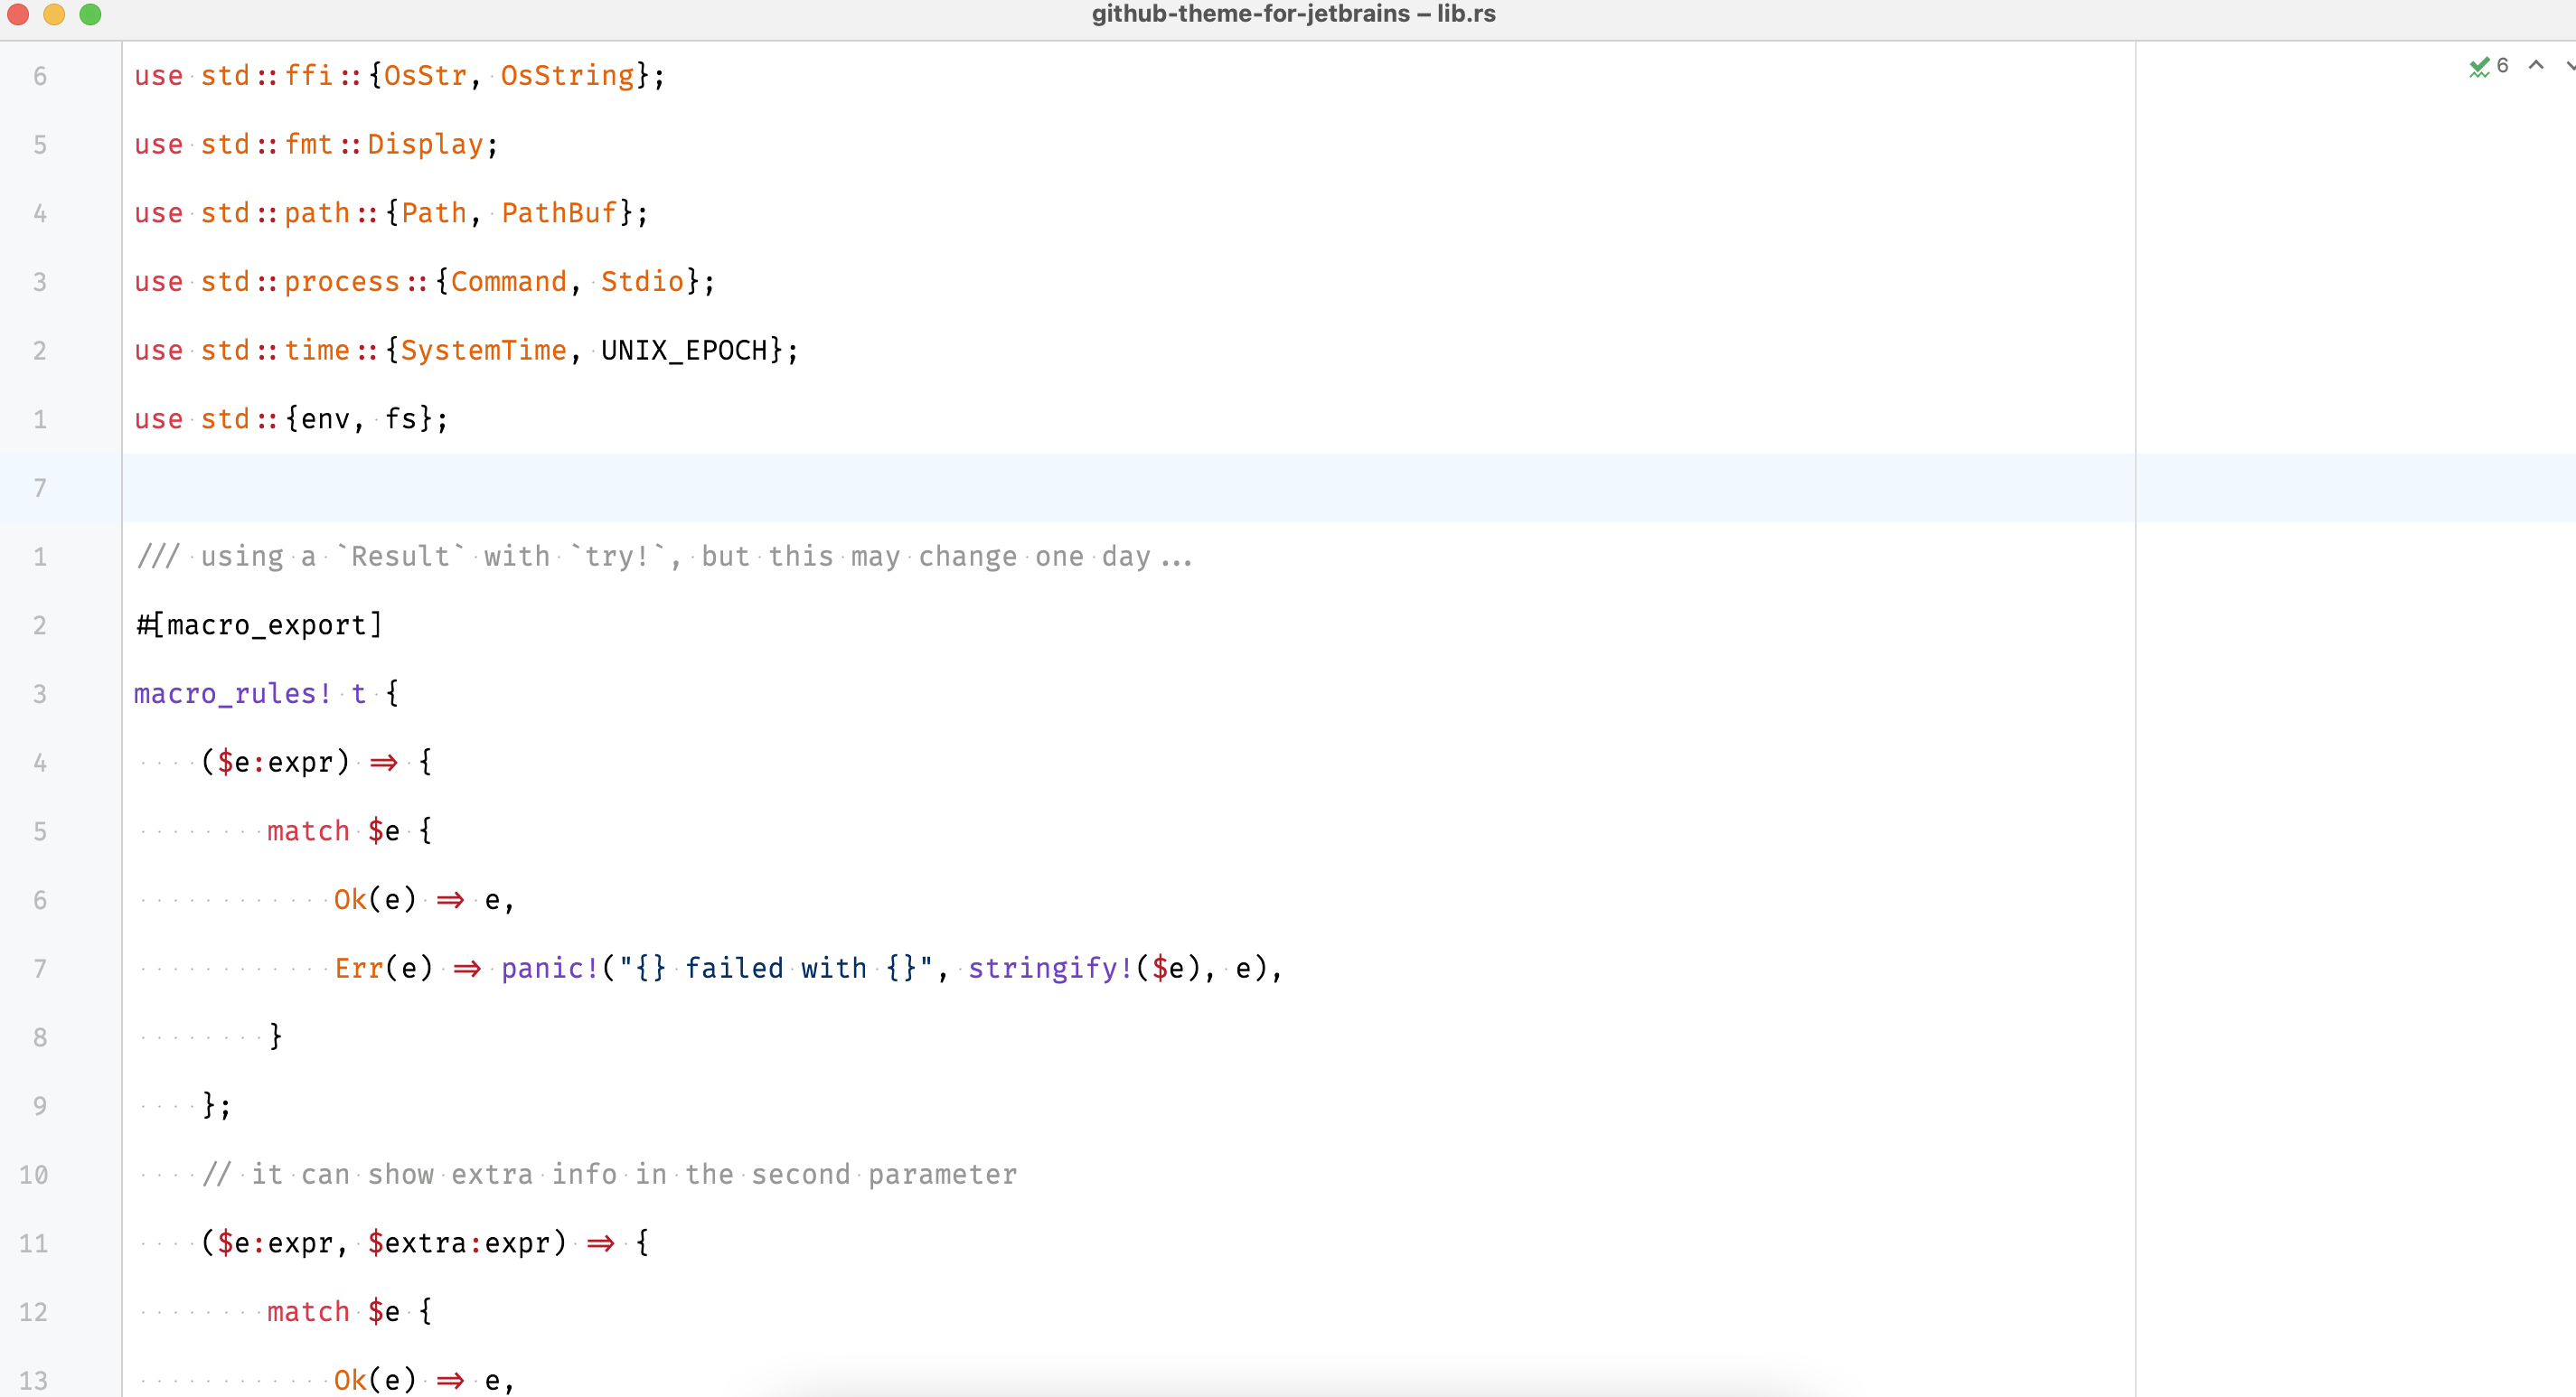 github-theme-for-jetbrains – lib.rs
6
6 use std::ffi::{OsStr, OsString};
5 use std::fmt::Display;
4 use std::path::{Path, PathBuf};
3 use std::process::{Command, Stdio};
2 use std::time::{SystemTime, UNIX_EPOCH};
1 use std::{env, fs};
7
1 /// using a `Result` with `try!`, but this may change one day...
2 #[macro_export]
3 macro_rules! t {
4     ($e:expr) => {
5         match $e {
6             Ok(e) => e,
7             Err(e) => panic!("{} failed with {}", stringify!($e), e),
8         }
9     };
10     // it can show extra info in the second parameter
11     ($e:expr, $extra:expr) => {
12         match $e {
13             Ok(e) => e,